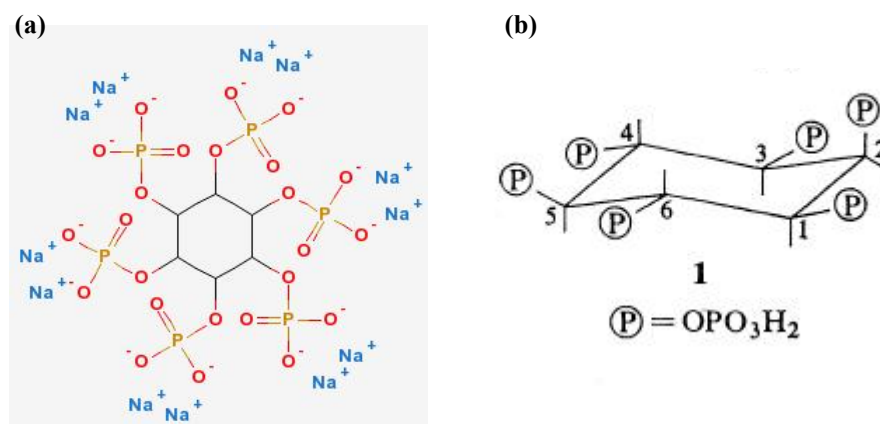 (a)
Na⁺ Na⁺
Na⁺ O⁻
Na⁺ O⁻ O⁻
P
O⁻ P O O O
O⁻ Na⁺
O O
O P Na⁺
O⁻ O⁻
Na⁺ P O
O O
Na⁺ O⁻
O
O O P O⁻
P
Na⁺
O⁻ O⁻
O⁻ Na⁺
Na⁺ Na⁺
(b)
4 P P
P 3 2
P P
5 P 6 1
1
P = OPO₃H₂